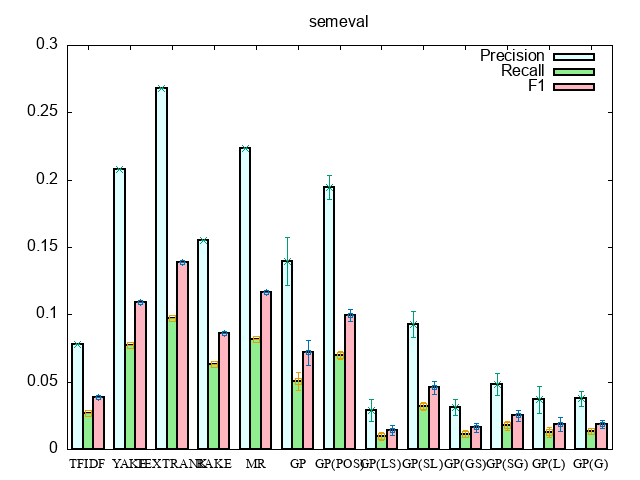 semeval
0.3
0.25
0.2
0.15
0.1
0.05
0
Precision
Recall
F1
TFIDF YAKE TEXTRANK RAKE MR GP GP(POS) GP(LS) GP(SL) GP(GS) GP(SG) GP(L) GP(G)